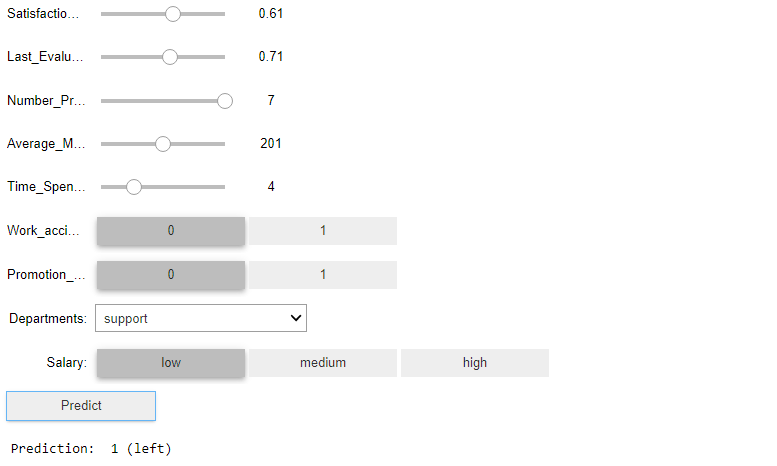 Satisfactio... 0.61
Last_Evalu... 0.71
Number_Pr... 7
Average_M... 201
Time_Spen... 4
Work_acci... 0 1
Promotion_... 0 1
Departments: support
Salary: low medium high
Predict
Prediction: 1 (left)